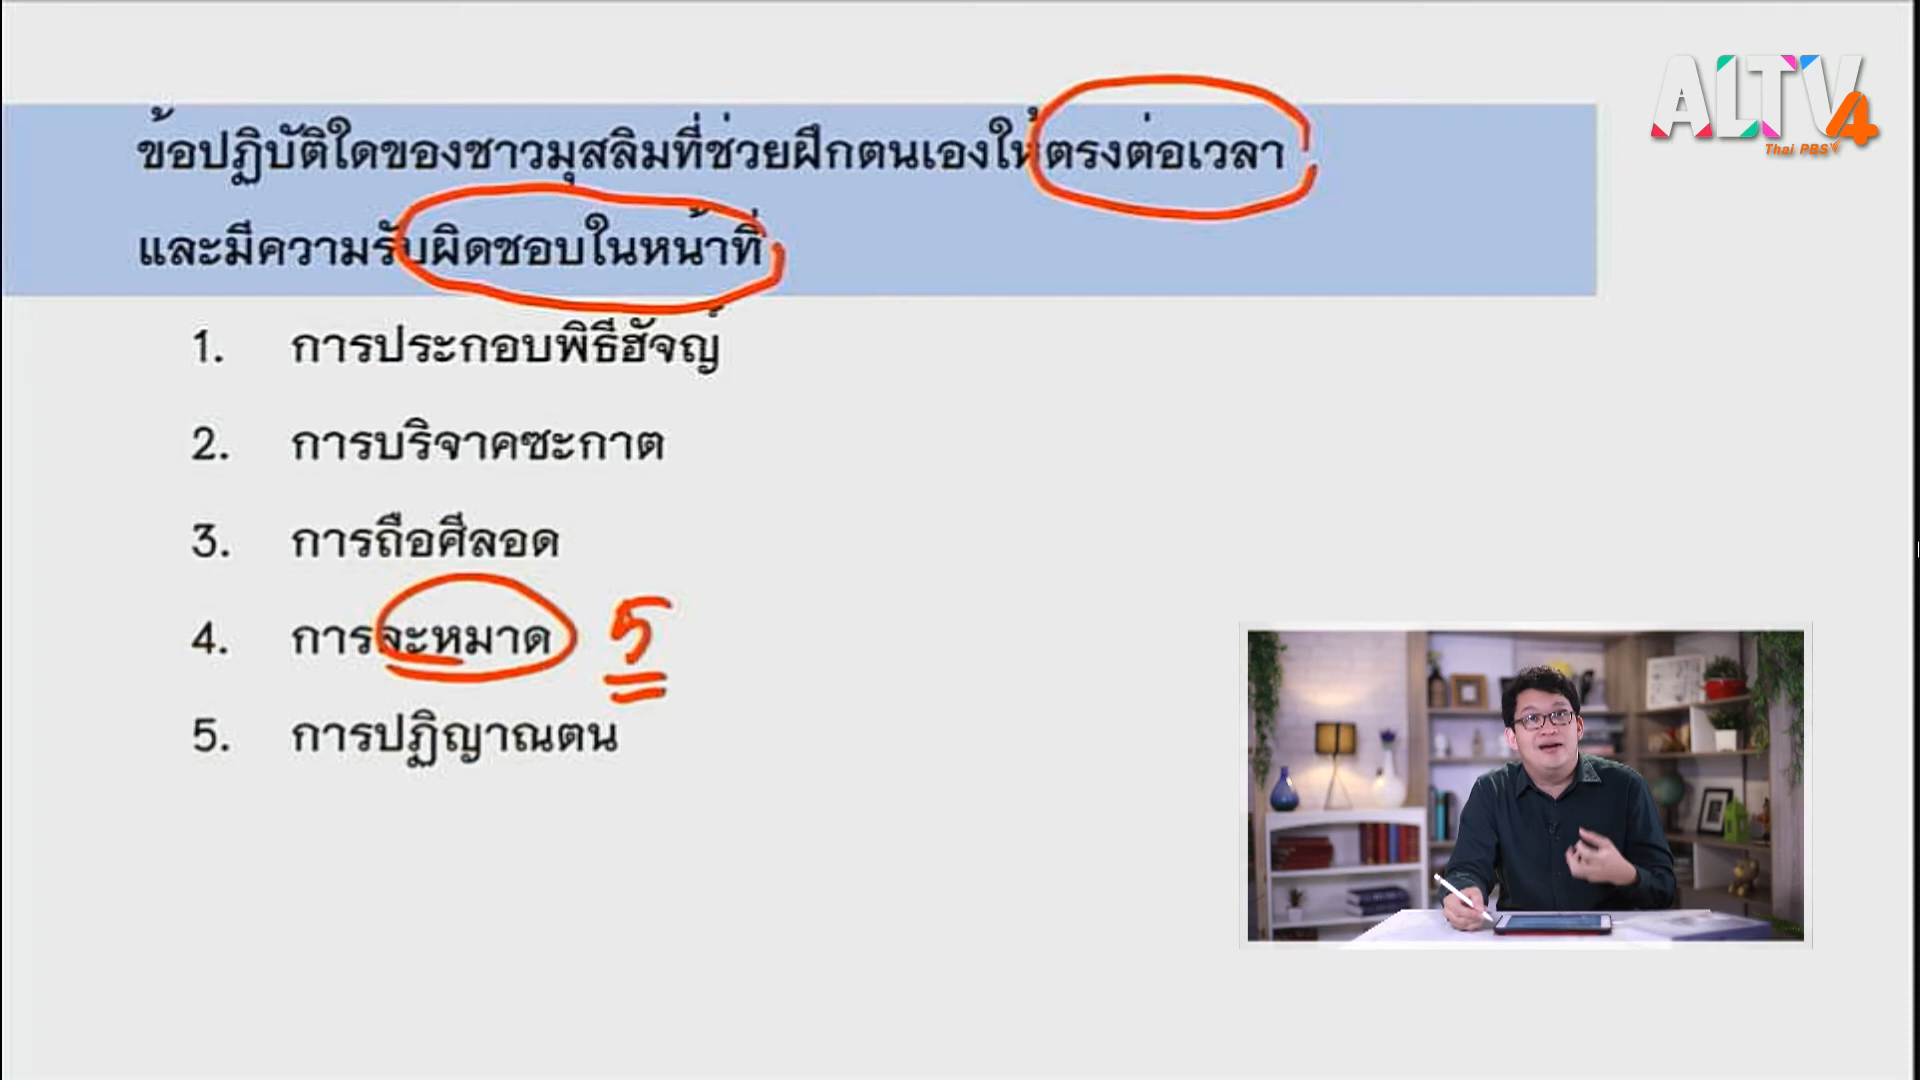 ALTV4
Thai PBS
ข้อปฏิบัติใดของชาวมุสลิมที่ช่วยฝึกตนเองให้ตรงต่อเวลา
และมีความรับผิดชอบในหน้าที่
1. การประกอบพิธีฮัจญ์
2. การบริจาคซะกาต
3. การถือศีลอด
4. การละหมาด 5
5. การปฏิญาณตน